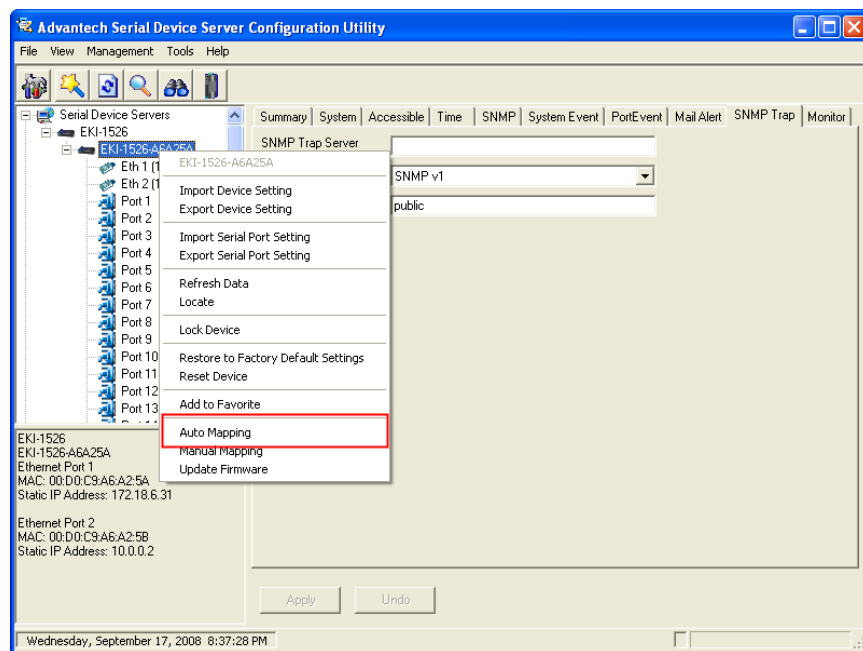 Advantech Serial Device Server Configuration Utility
File View Management Tools Help
Serial Device Servers
EKI-1526
EKI-1526-A6A25A
Eth 1 (1
Eth 2 (1
Port 1
Port 2
Port 3
Port 4
Port 5
Port 6
Port 7
Port 8
Port 9
Port 10
Port 11
Port 12
Port 13
EKI-1526-A6A25A
Import Device Setting
Export Device Setting
Import Serial Port Setting
Export Serial Port Setting
Refresh Data
Locate
Lock Device
Restore to Factory Default Settings
Reset Device
Add to Favorite
Auto Mapping
Manual Mapping
Update Firmware
Summary System Accessible Time SNMP System Event PortEvent Mail Alert SNMP Trap Monitor
SNMP Trap Server
SNMP v1
public
EKI-1526
EKI-1526-A6A25A
Ethernet Port 1
MAC: 00:D0:C9:A6:A2:5A
Static IP Address: 172.18.6.31
Ethernet Port 2
MAC: 00:D0:C9:A6:A2:5B
Static IP Address: 10.0.0.2
Apply Undo
Wednesday, September 17, 2008 8:37:28 PM